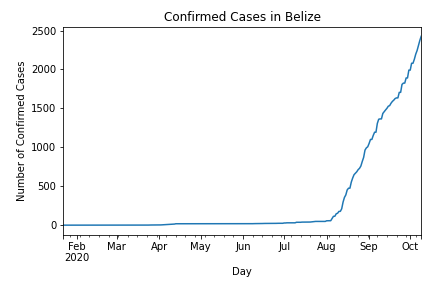 Confirmed Cases in Belize
2500
2000
1500
1000
500
0
Number of Confirmed Cases
Feb Mar Apr May Jun Jul Aug Sep Oct
2020
Day